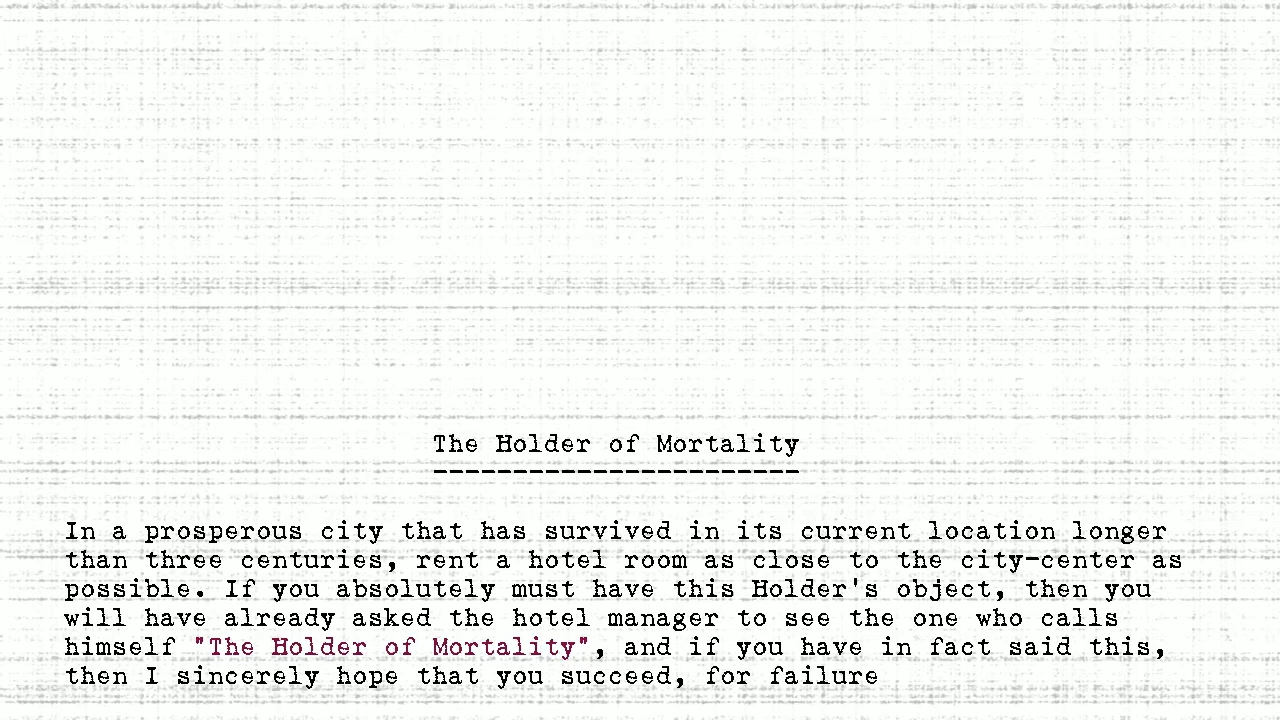 The Holder of Mortality
-----------------------
In a prosperous city that has survived in its current location longer
than three centuries, rent a hotel room as close to the city-center as
possible. If you absolutely must have this Holder's object, then you
will have already asked the hotel manager to see the one who calls
himself "The Holder of Mortality", and if you have in fact said this,
then I sincerely hope that you succeed, for failure